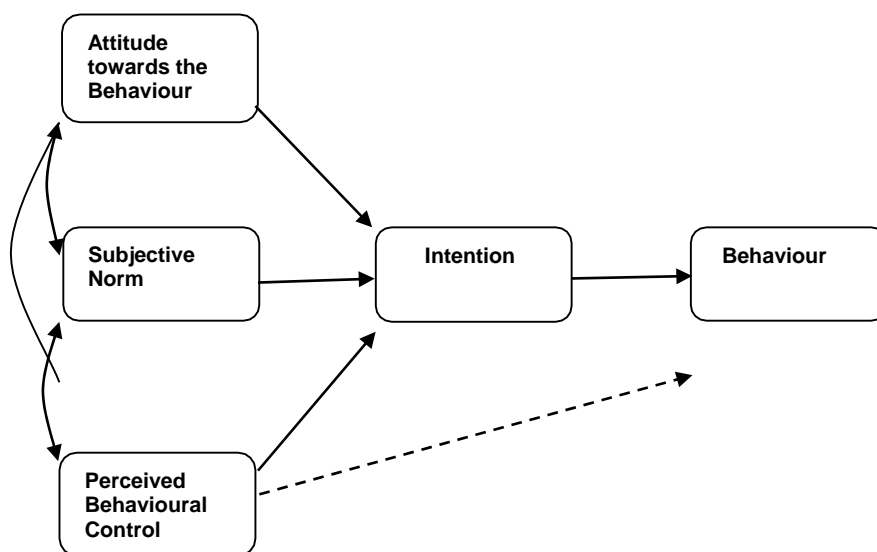 Attitude
towards the
Behaviour
Subjective
Norm
Intention
Behaviour
Perceived
Behavioural
Control